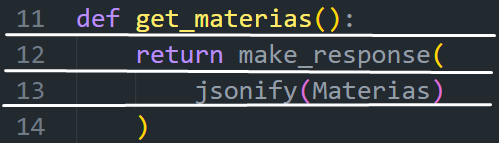 11 def get_materias():
12     return make_response(
13         jsonify(Materias)
14     )